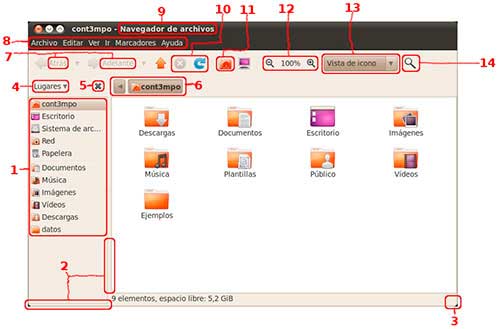 9 10 11 12 13
cont3mpo - Navegador de archivos
8 Archivo Editar Ver Ir Marcadores Ayuda
7 Atrás Adelante 100% Vista de icono 14
4 Lugares 5 cont3mpo 6
cont3mpo
Escritorio
Sistema de arc...
Red
Papelera
1 Documentos
Música
Imágenes
Vídeos
Descargas
datos
Descargas Documentos Escritorio Imágenes
Música Plantillas Público Vídeos
Ejemplos
2
9 elementos, espacio libre: 5,2 GiB
3